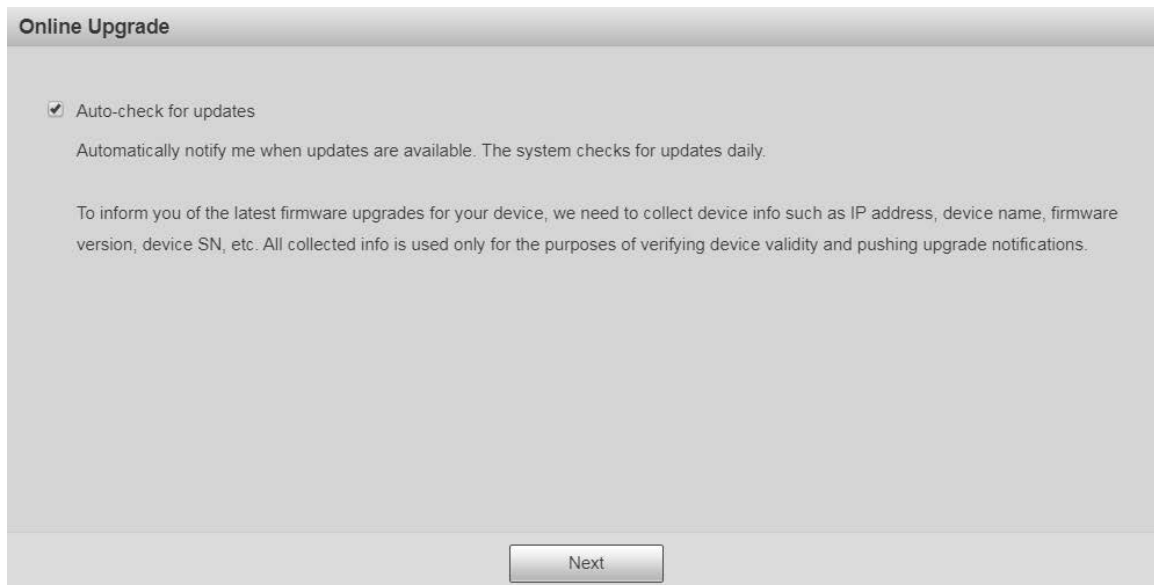 Online Upgrade
Auto-check for updates
Automatically notify me when updates are available. The system checks for updates daily.
To inform you of the latest firmware upgrades for your device, we need to collect device info such as IP address, device name, firmware
version, device SN, etc. All collected info is used only for the purposes of verifying device validity and pushing upgrade notifications.
Next